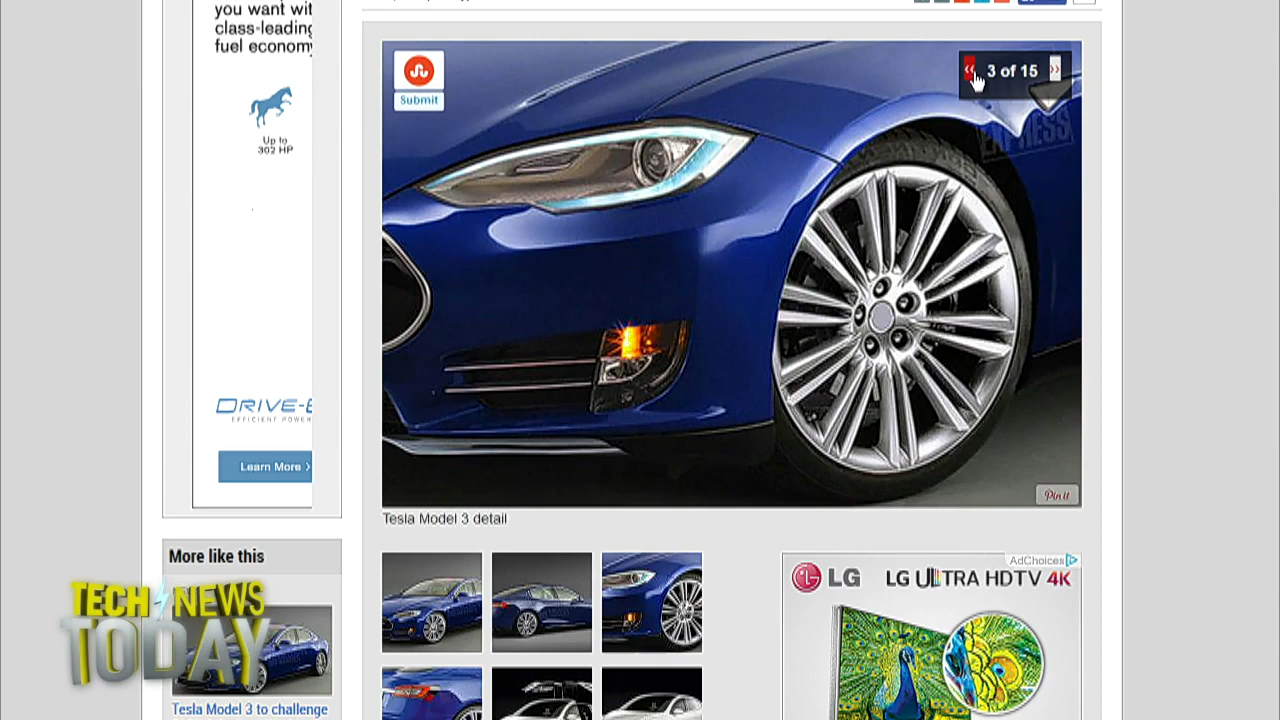 you want wit
class-leading
fuel economy
Up to
302 HP
DRIVE-E
EFFICIENT POWER
Learn More >
Submit
3 of 15
EXPRESS
Pin it
Tesla Model 3 detail
More like this
TECH NEWS
TODAY
Tesla Model 3 to challenge
AdChoices
LG
LG ULTRA HDTV 4K